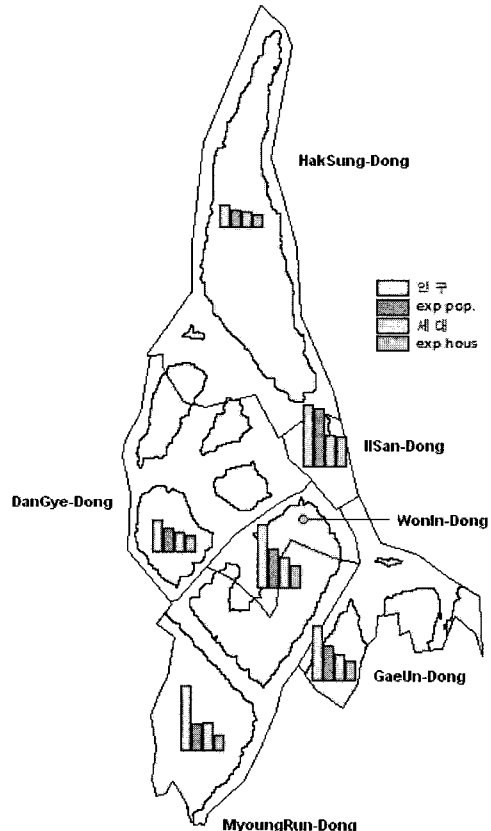 HakSung-Dong
인 구
exp pop.
세 대
exp hous
IlSan-Dong
DanGye-Dong
WonIn-Dong
GaeUn-Dong
MyoungRun-Dong